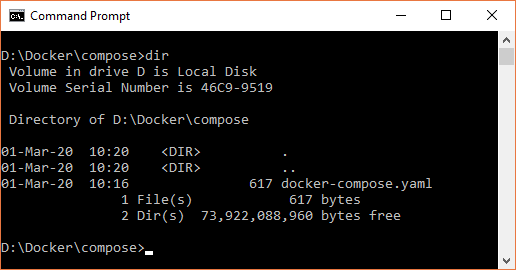 Command Prompt
D:\Docker\compose>dir
 Volume in drive D is Local Disk
 Volume Serial Number is 46C9-9519
 Directory of D:\Docker\compose
01-Mar-20  10:20    <DIR>          .
01-Mar-20  10:20    <DIR>          ..
01-Mar-20  10:16               617 docker-compose.yaml
               1 File(s)            617 bytes
               2 Dir(s)  73,922,088,960 bytes free
D:\Docker\compose>